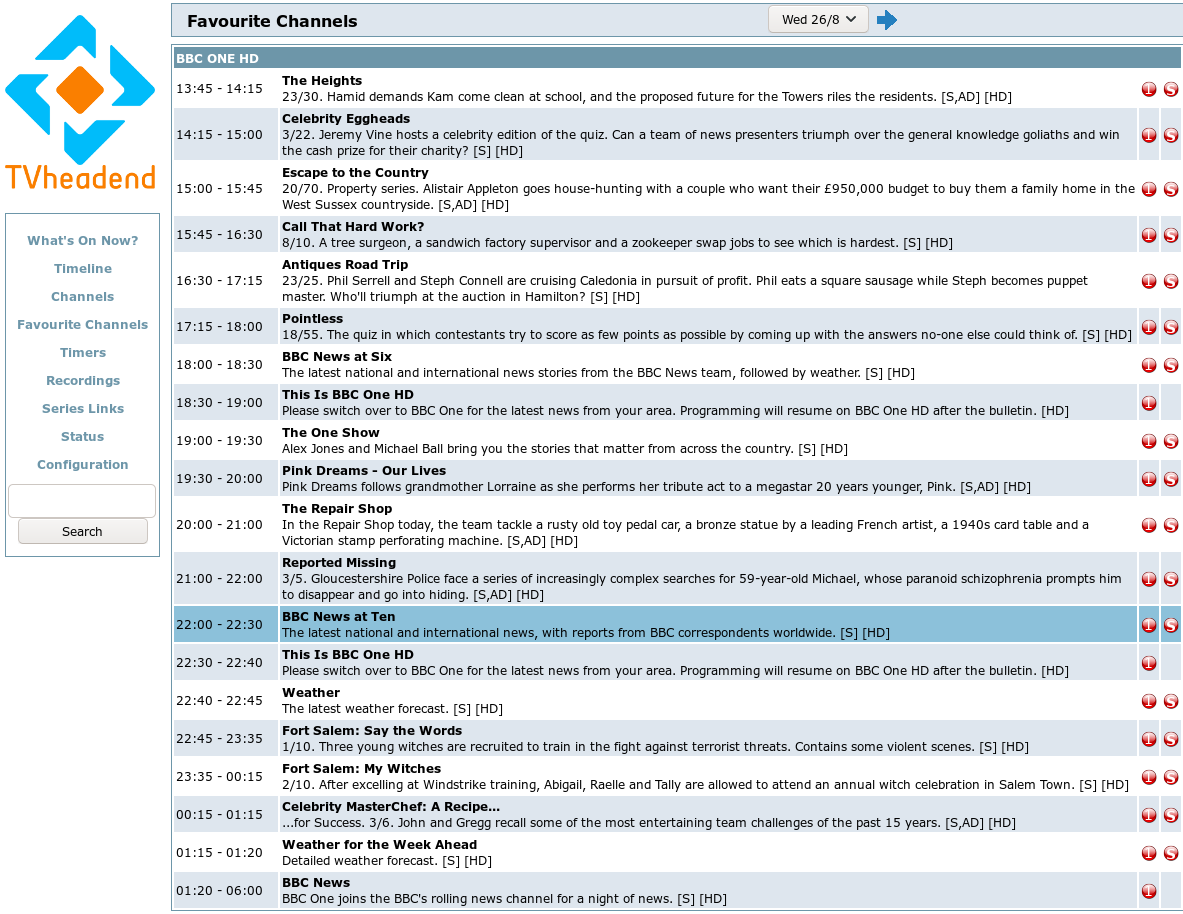 TVheadend
What's On Now?
Timeline
Channels
Favourite Channels
Timers
Recordings
Series Links
Status
Configuration
Search
Favourite Channels
Wed 26/8
BBC ONE HD
13:45 - 14:15
The Heights
23/30. Hamid demands Kam come clean at school, and the proposed future for the Towers riles the residents. [S,AD] [HD]
1 S
14:15 - 15:00
Celebrity Eggheads
3/22. Jeremy Vine hosts a celebrity edition of the quiz. Can a team of news presenters triumph over the general knowledge goliaths and win
the cash prize for their charity? [S] [HD]
1 S
15:00 - 15:45
Escape to the Country
20/70. Property series. Alistair Appleton goes house-hunting with a couple who want their £950,000 budget to buy them a family home in the
West Sussex countryside. [S,AD] [HD]
1 S
15:45 - 16:30
Call That Hard Work?
8/10. A tree surgeon, a sandwich factory supervisor and a zookeeper swap jobs to see which is hardest. [S] [HD]
1 S
16:30 - 17:15
Antiques Road Trip
23/25. Phil Serrell and Steph Connell are cruising Caledonia in pursuit of profit. Phil eats a square sausage while Steph becomes puppet
master. Who'll triumph at the auction in Hamilton? [S] [HD]
1 S
17:15 - 18:00
Pointless
18/55. The quiz in which contestants try to score as few points as possible by coming up with the answers no-one else could think of. [S] [HD]
1 S
18:00 - 18:30
BBC News at Six
The latest national and international news stories from the BBC News team, followed by weather. [S] [HD]
1 S
18:30 - 19:00
This Is BBC One HD
Please switch over to BBC One for the latest news from your area. Programming will resume on BBC One HD after the bulletin. [HD]
1
19:00 - 19:30
The One Show
Alex Jones and Michael Ball bring you the stories that matter from across the country. [S] [HD]
1 S
19:30 - 20:00
Pink Dreams - Our Lives
Pink Dreams follows grandmother Lorraine as she performs her tribute act to a megastar 20 years younger, Pink. [S,AD] [HD]
1 S
20:00 - 21:00
The Repair Shop
In the Repair Shop today, the team tackle a rusty old toy pedal car, a bronze statue by a leading French artist, a 1940s card table and a
Victorian stamp perforating machine. [S,AD] [HD]
1 S
21:00 - 22:00
Reported Missing
3/5. Gloucestershire Police face a series of increasingly complex searches for 59-year-old Michael, whose paranoid schizophrenia prompts him
to disappear and go into hiding. [S,AD] [HD]
1 S
22:00 - 22:30
BBC News at Ten
The latest national and international news, with reports from BBC correspondents worldwide. [S] [HD]
1 S
22:30 - 22:40
This Is BBC One HD
Please switch over to BBC One for the latest news from your area. Programming will resume on BBC One HD after the bulletin. [HD]
1
22:40 - 22:45
Weather
The latest weather forecast. [S] [HD]
1 S
22:45 - 23:35
Fort Salem: Say the Words
1/10. Three young witches are recruited to train in the fight against terrorist threats. Contains some violent scenes. [S] [HD]
1 S
23:35 - 00:15
Fort Salem: My Witches
2/10. After excelling at Windstrike training, Abigail, Raelle and Tally are allowed to attend an annual witch celebration in Salem Town. [S] [HD]
1 S
00:15 - 01:15
Celebrity MasterChef: A Recipe...
...for Success. 3/6. John and Gregg recall some of the most entertaining team challenges of the past 15 years. [S,AD] [HD]
1 S
01:15 - 01:20
Weather for the Week Ahead
Detailed weather forecast. [S] [HD]
1 S
01:20 - 06:00
BBC News
BBC One joins the BBC's rolling news channel for a night of news. [S] [HD]
1